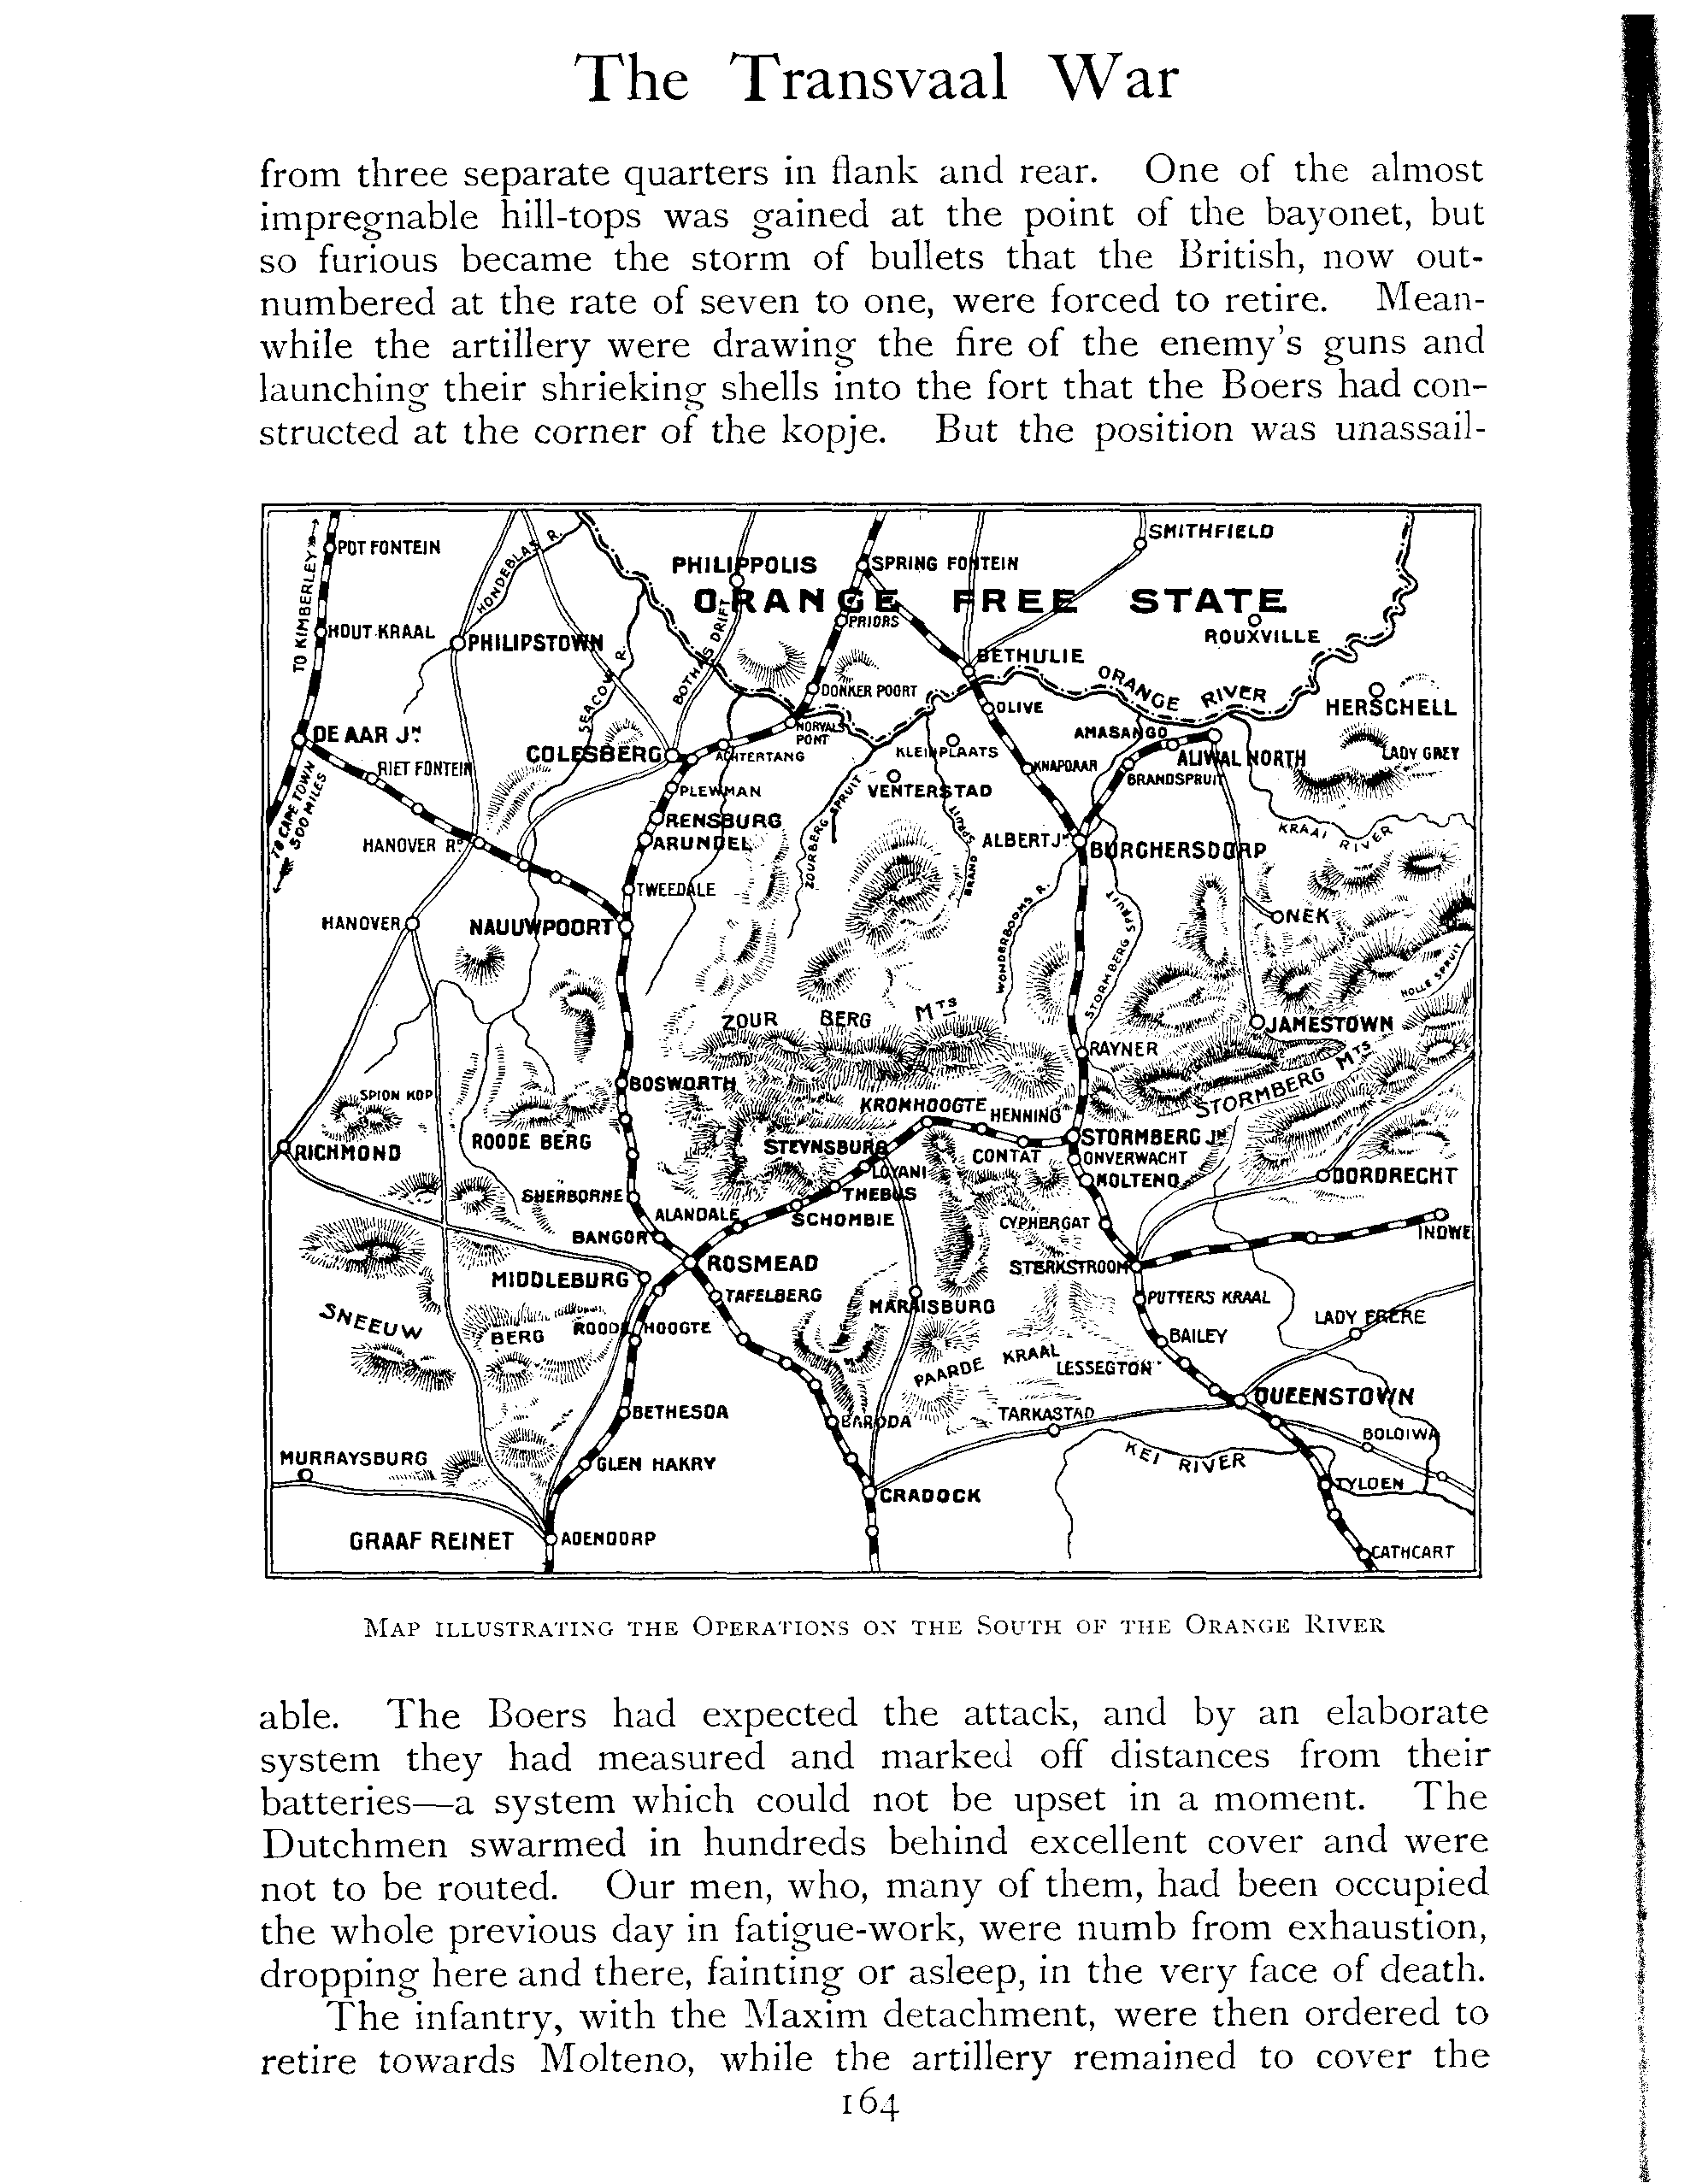 The Transvaal War
from three separate quarters in flank and rear. One of the almost
impregnable hill-tops was gained at the point of the bayonet, but
so furious became the storm of bullets that the British, now out-
numbered at the rate of seven to one, were forced to retire. Mean-
while the artillery were drawing the fire of the enemy's guns and
launching their shrieking shells into the fort that the Boers had con-
structed at the corner of the kopje. But the position was unassail-
SMITHFIELD
POT FONTEIN
HONDEBLAS R.
PHILIPPOLIS
SPRING FONTEIN
TO KIMBERLEY
ORANGE FREE STATE
PRIORS
HOUT KRAAL
PHILIPSTOWN
BOTHAS DRIFT
ROUXVILLE
BETHULIE
SEACOW R.
DONKER POORT
ORANGE RIVER
OLIVE
HERSCHELL
DE AAR JN
NORVALS PONT
AMASANGO
COLESBERG
ACHTERTANG
KLEINPLAATS
ALIWAL NORTH
LADY GREY
RIET FONTEIN
KNAPDAAR
BRANDSPRUIT
PLEWMAN
VENTERSTAD
TO CAPE TOWN 500 MILES
RENSBURG
ZOURBERG SPRUIT
BRAND SPRUIT
KRAAI RIVER
HANOVER RD
ARUNDEL
ALBERT JN
BURGHERSDORP
TWEEDALE
HANOVER
NAUUWPOORT
WONDERBOOMS R.
STORMBERG SPRUIT
ONEK
HOLLE SPRUIT
ZOUR BERG MTS
JAMESTOWN
RAYNER
BOSWORTH
STORMBERG MTS
SPION KOP
KROMHOOGTE
HENNING
RICHMOND
ROODE BERG
STEYNSBURG
STORMBERG JN
CONTAT
ONVERWACHT
LOYANI
MOLTENO
DORDRECHT
SHERBORNE
THEBUS
ALANDALE
SCHOMBIE
CYPHERGAT
INDWE
BANGOR
ROSMEAD
STERKSTROOM
MIDDLEBURG
TAFELBERG
MARAISBURG
PUTTERS KRAAL
SNEEUW BERG
ROODE HOOGTE
LADY FRERE
BAILEY
PAARDE KRAAL
LESSEGTON
BETHESDA
BARODA
TARKASTAD
QUEENSTOWN
BOLOIWA
MURRAYSBURG
GLEN HAKRY
KEI RIVER
CRADOCK
TYLDEN
GRAAF REINET
ADENDORP
CATHCART
MAP ILLUSTRATING THE OPERATIONS ON THE SOUTH OF THE ORANGE RIVER
able. The Boers had expected the attack, and by an elaborate
system they had measured and marked off distances from their
batteries—a system which could not be upset in a moment. The
Dutchmen swarmed in hundreds behind excellent cover and were
not to be routed. Our men, who, many of them, had been occupied
the whole previous day in fatigue-work, were numb from exhaustion,
dropping here and there, fainting or asleep, in the very face of death.
The infantry, with the Maxim detachment, were then ordered to
retire towards Molteno, while the artillery remained to cover the
164